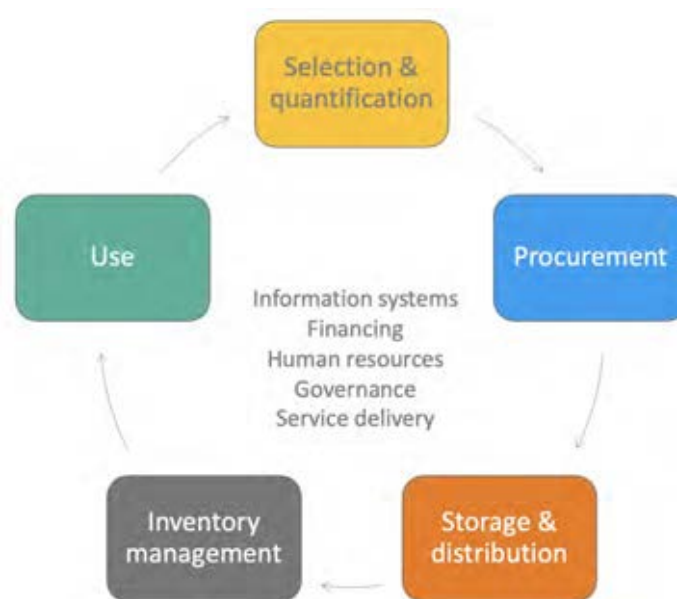 Selection &
quantification
Procurement
Storage &
distribution
Inventory
management
Use
Information systems
Financing
Human resources
Governance
Service delivery